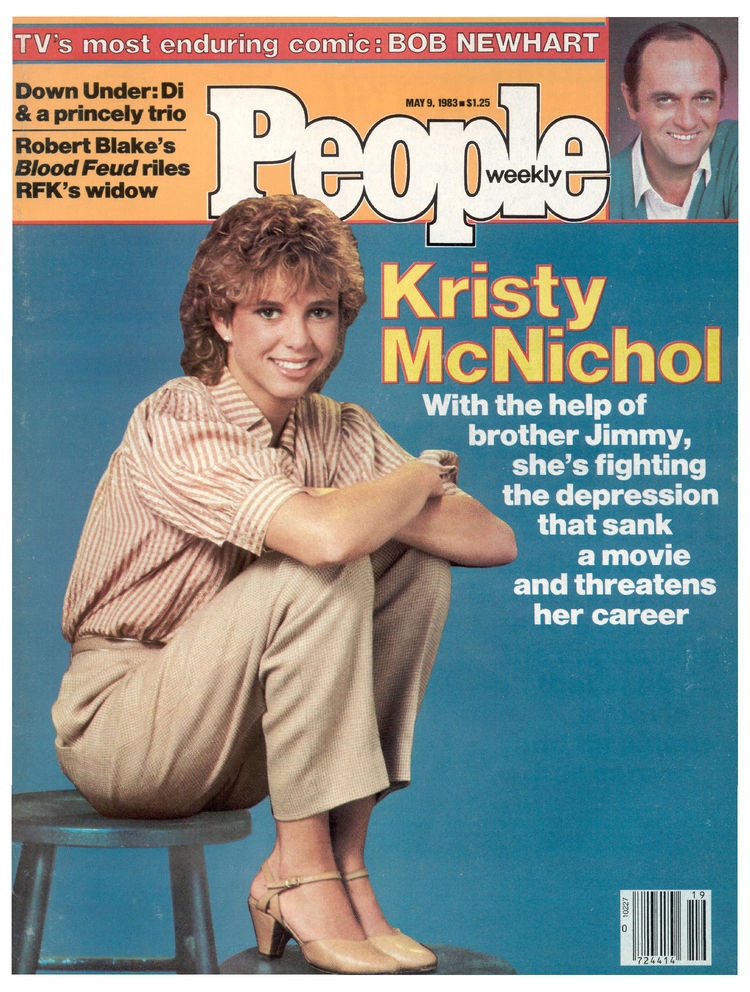 TV's most enduring comic: BOB NEWHART
Down Under: Di
& a princely trio
Robert Blake's
Blood Feud riles
RFK's widow
MAY 9, 1983 ■ $1.25
People
weekly
Kristy
McNichol
With the help of
brother Jimmy,
she's fighting
the depression
that sank
a movie
and threatens
her career
19
0 10227
724414